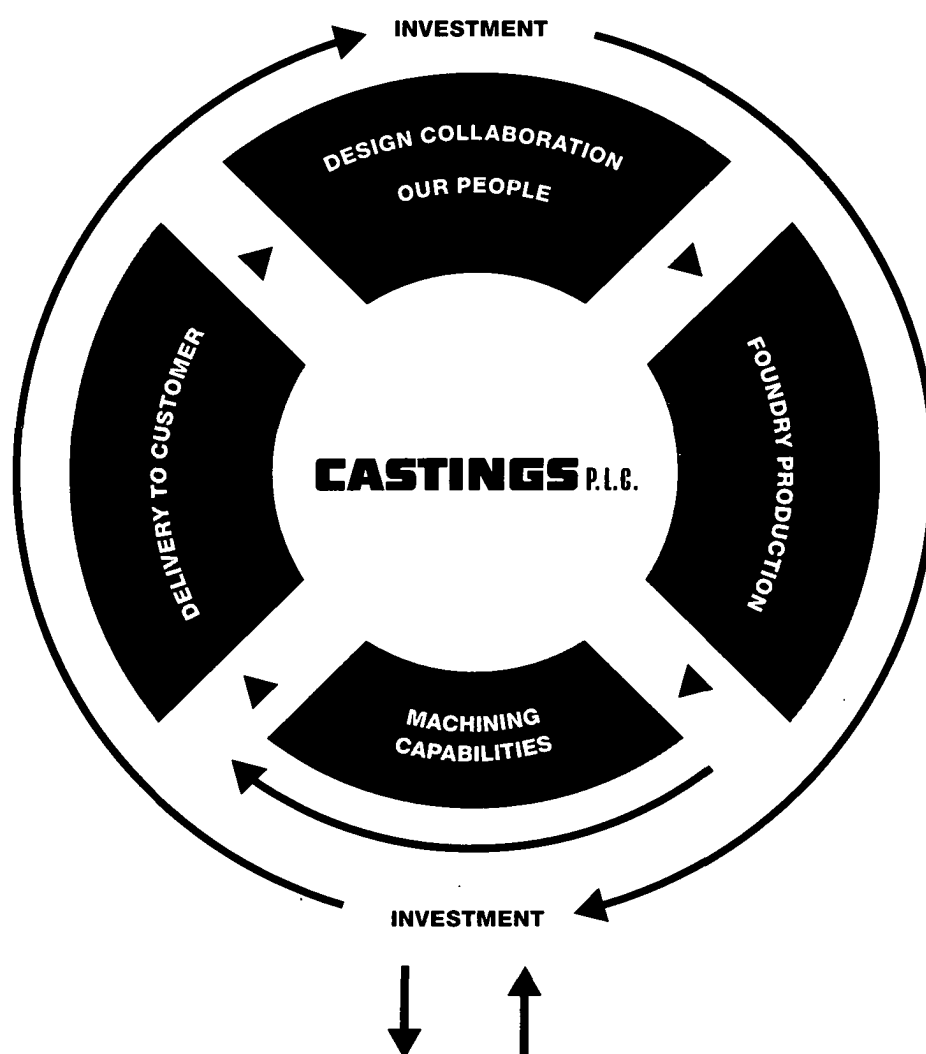 INVESTMENT
DESIGN COLLABORATION
OUR PEOPLE
DELIVERY TO CUSTOMER
FOUNDRY PRODUCTION
CASTINGS P.L.C.
MACHINING
CAPABILITIES
INVESTMENT